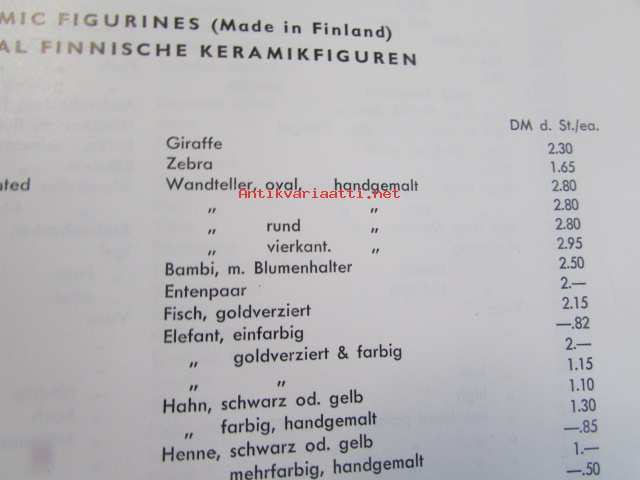 MIC FIGURINES (Made in Finland)
AL FINNISCHE KERAMIKFIGUREN
DM d. St./ea.
Giraffe 2.30
Zebra 1.65
nted Wandteller, oval, handgemalt 2.80
Antikvariaatti.net
„ „ 2.80
„ rund „ 2.80
„ vierkant. „ 2.95
Bambi, m. Blumenhalter 2.50
Entenpaar 2.—
Fisch, goldverziert 2.15
Elefant, einfarbig —.82
„ goldverziert & farbig 2.—
„ „ 1.15
Hahn, schwarz od. gelb 1.10
„ farbig, handgemalt 1.30
Henne, schwarz od. gelb —.85
mehrfarbig, handgemalt 1.—
—.50